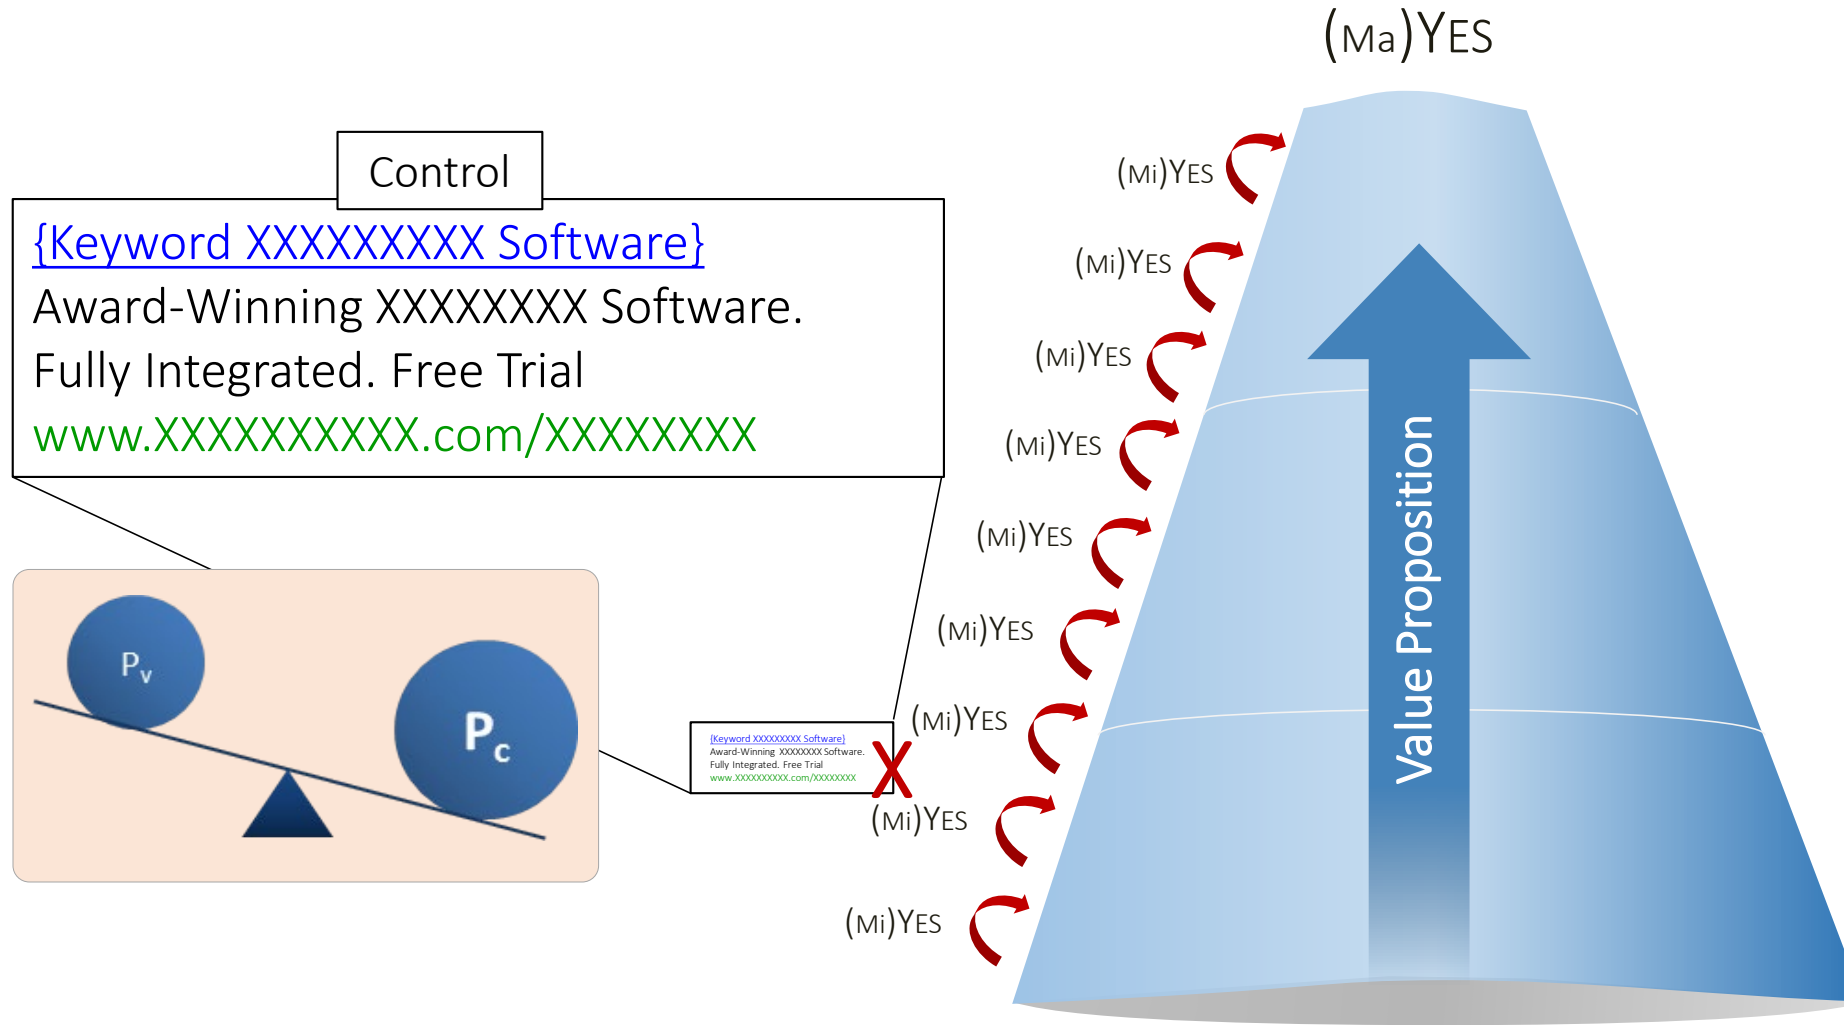 (Ma)YES
Control
{Keyword XXXXXXXXX Software}
Award-Winning XXXXXXXX Software.
Fully Integrated. Free Trial
www.XXXXXXXXXX.com/XXXXXXXX
(Mi)YES
(Mi)YES
(Mi)YES
(Mi)YES
(Mi)YES
(Mi)YES
(Mi)YES
(Mi)YES
(Mi)YES
Value Proposition
Pv
Pc
{Keyword XXXXXXXXX Software}
Award-Winning XXXXXXXX Software.
Fully Integrated. Free Trial
www.XXXXXXXXXX.com/XXXXXXXX
X